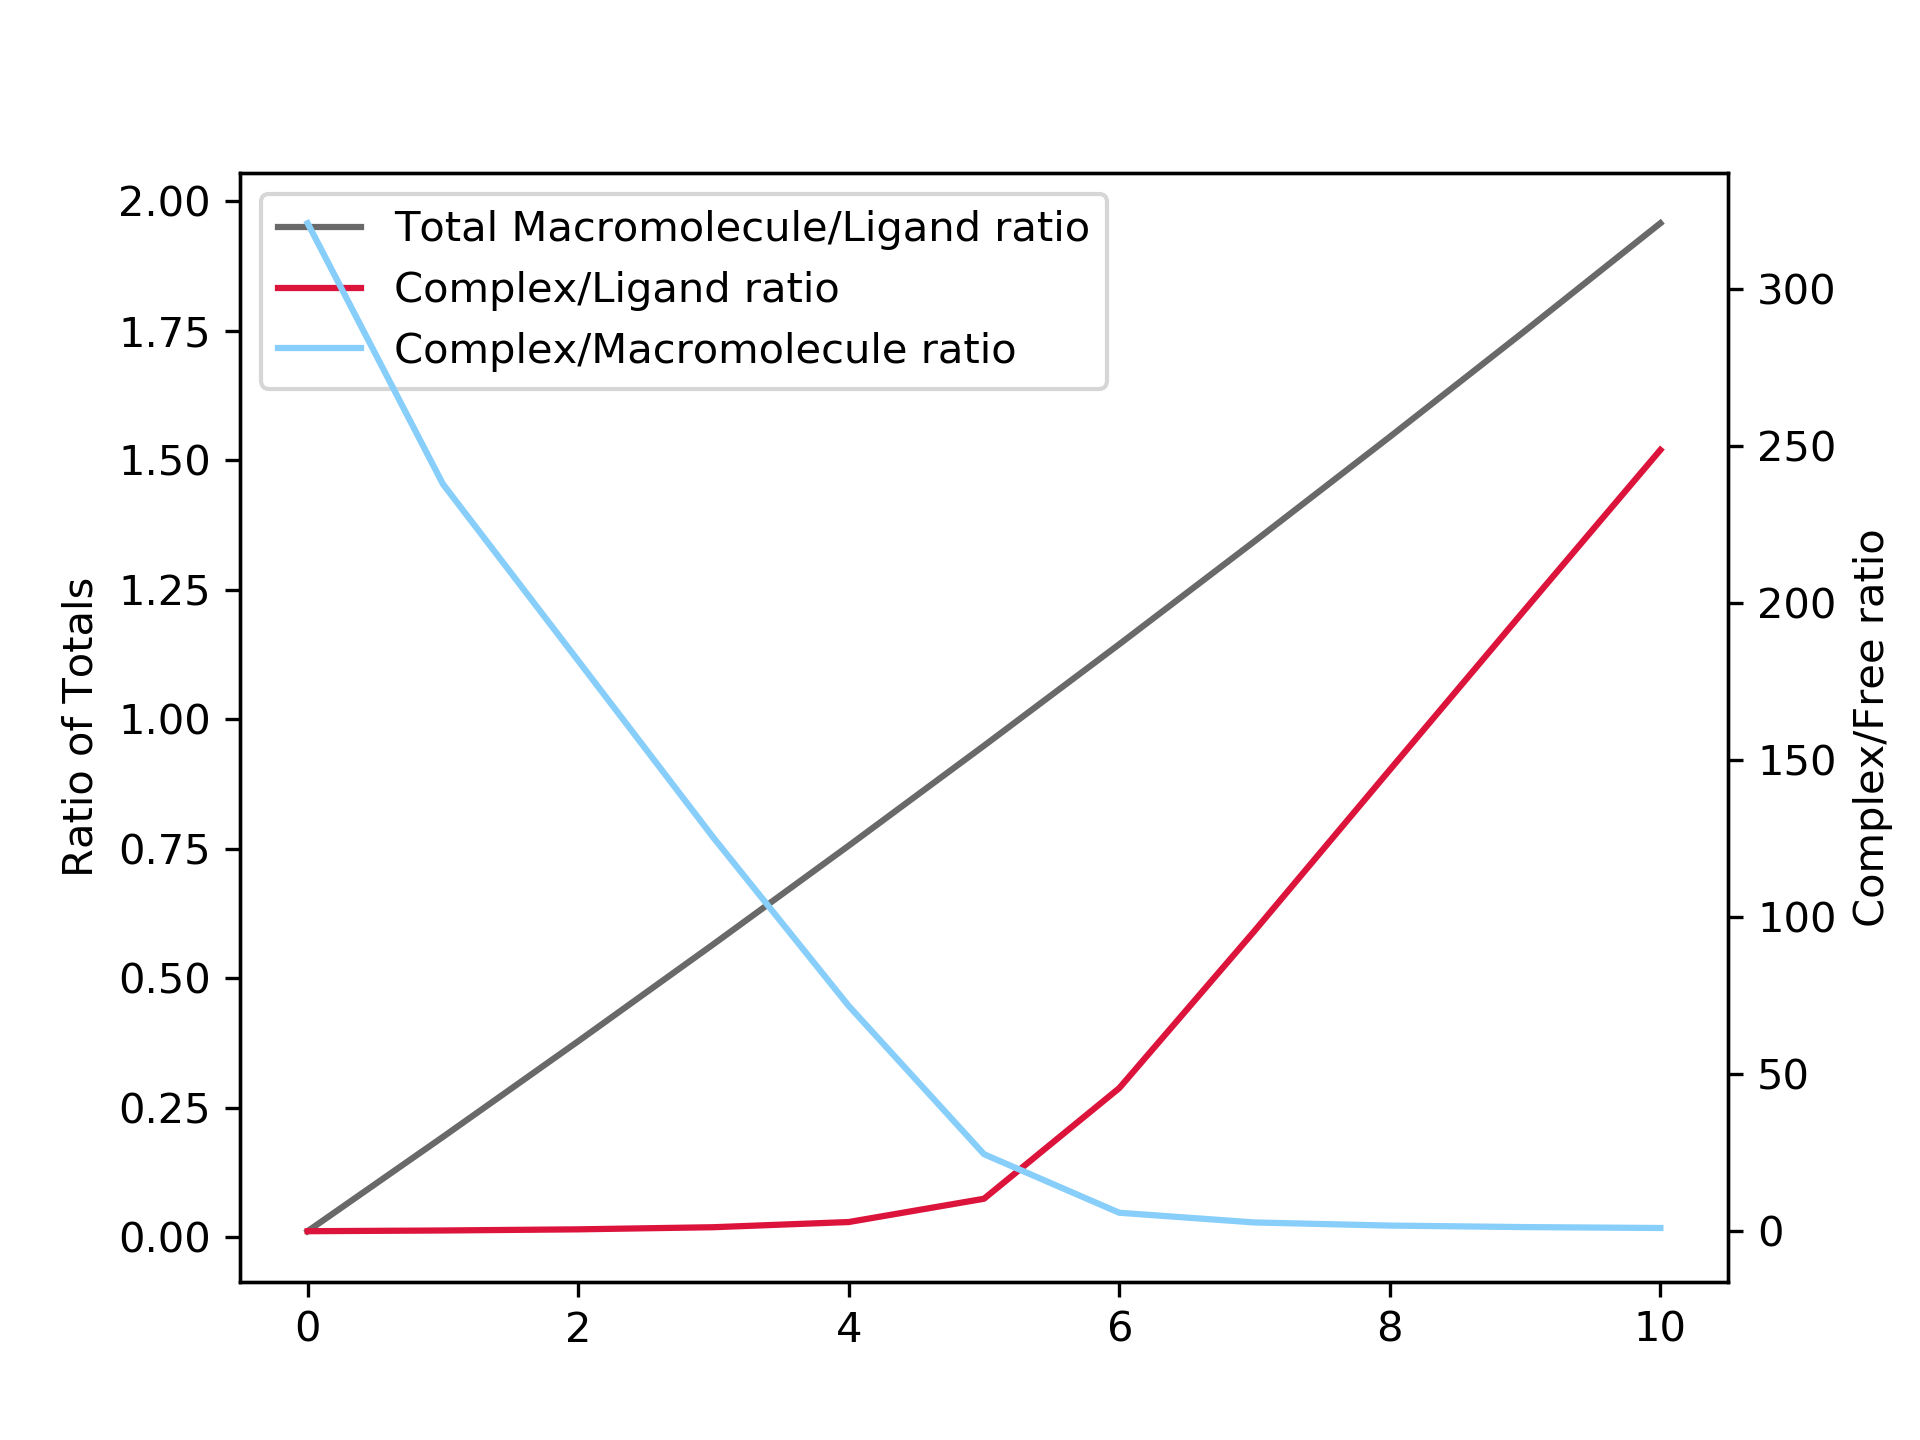 Total Macromolecule/Ligand ratio
Complex/Ligand ratio
Complex/Macromolecule ratio
Ratio of Totals
2.00
1.75
1.50
1.25
1.00
0.75
0.50
0.25
0.00
300
250
200
150
100
50
0
Complex/Free ratio
0 2 4 6 8 10